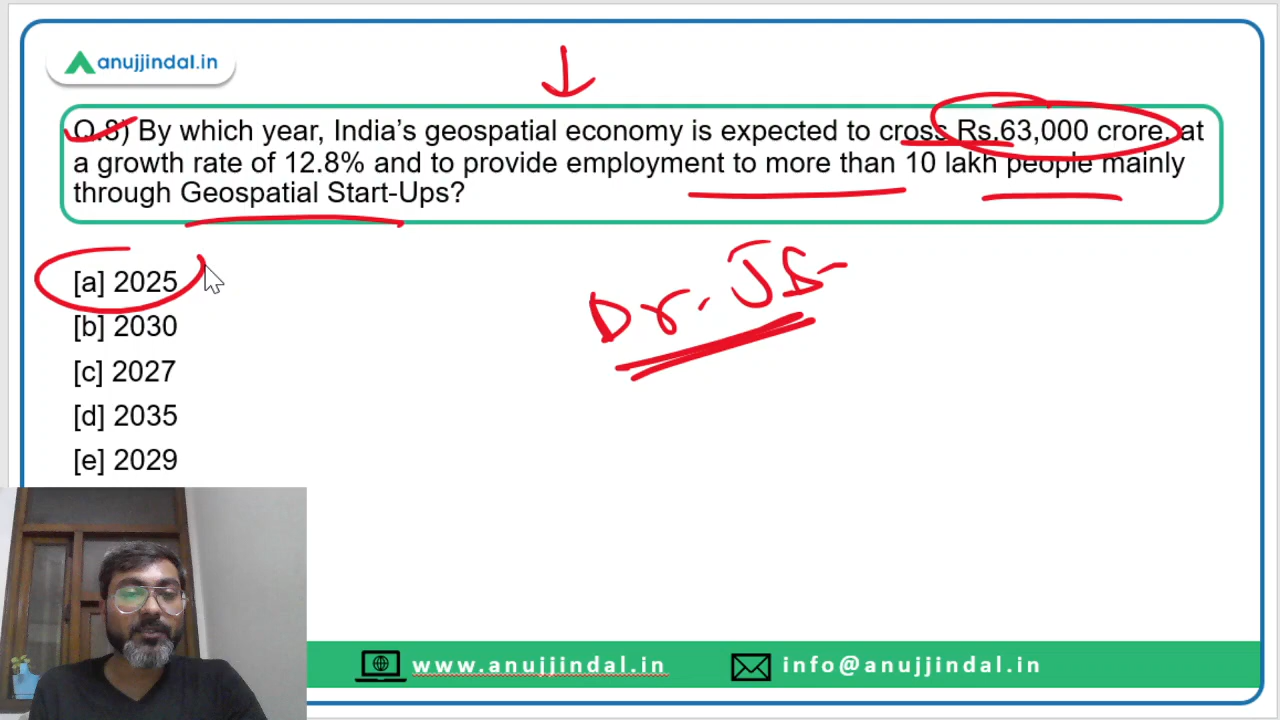 anujjindal.in
Q.8) By which year, India's geospatial economy is expected to cross Rs.63,000 crore, at
a growth rate of 12.8% and to provide employment to more than 10 lakh people mainly
through Geospatial Start-Ups?
[a] 2025
Dr. JS
[b] 2030
[c] 2027
[d] 2035
[e] 2029
www.anujjindal.in info@anujjindal.in